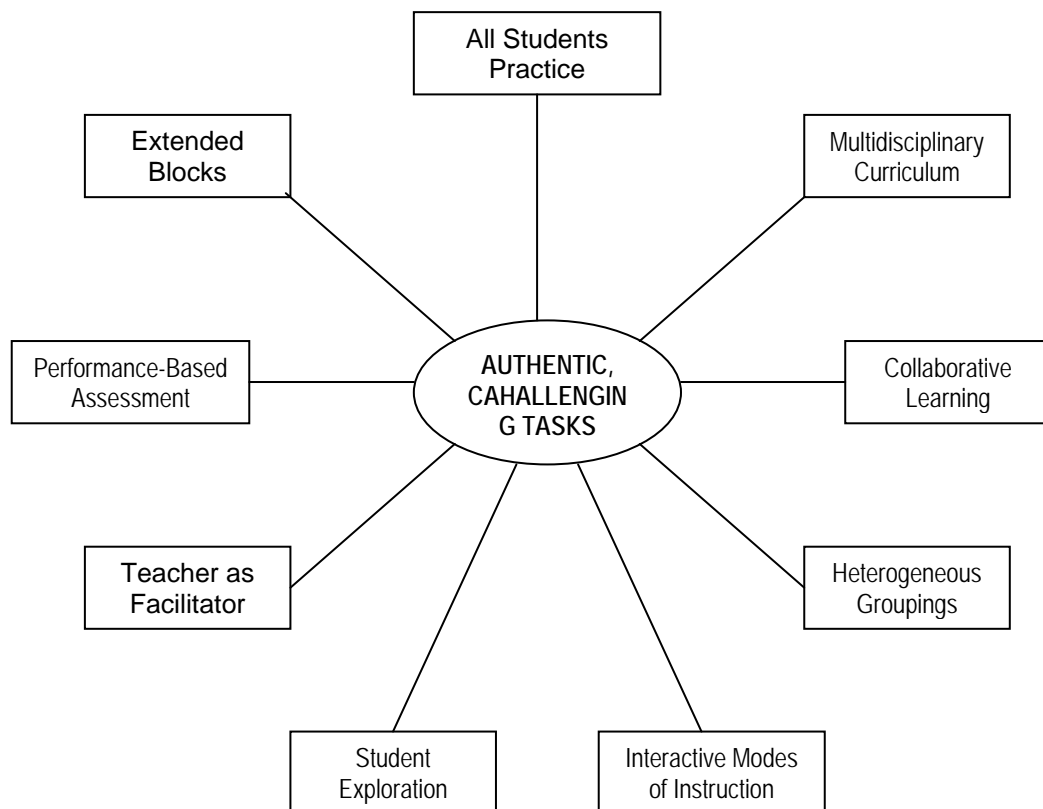 All Students
Practice
Extended
Blocks
Multidisciplinary
Curriculum
Performance-Based
Assessment
AUTHENTIC,
CAHALLENGIN
G TASKS
Collaborative
Learning
Teacher as
Facilitator
Heterogeneous
Groupings
Student
Exploration
Interactive Modes
of Instruction